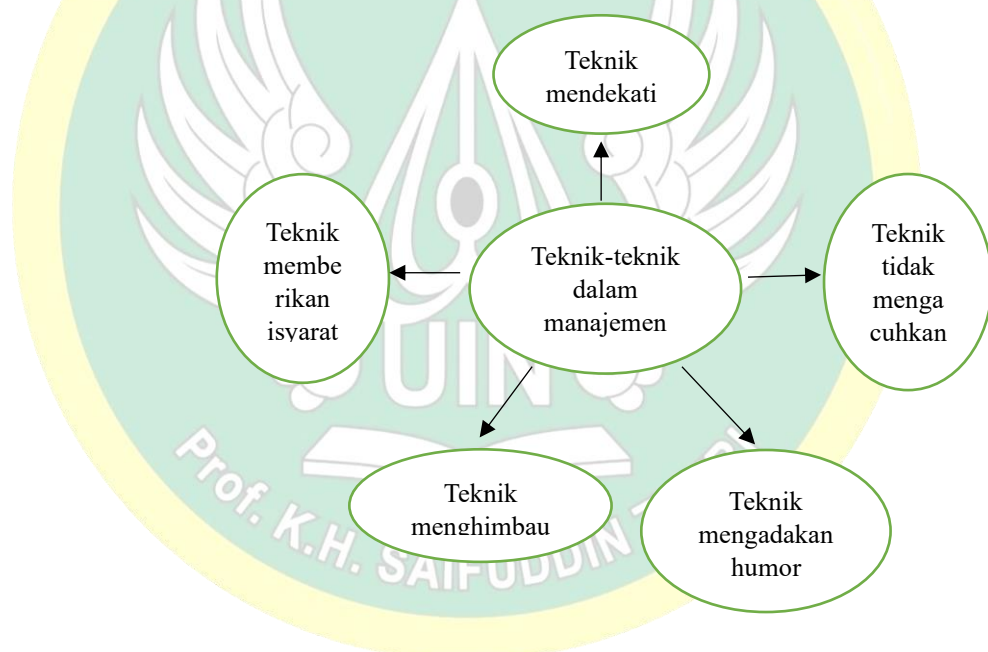 Teknik
mendekati
Teknik
membe
rikan
isyarat
Teknik-teknik
dalam
manajemen
Teknik
tidak
menga
cuhkan
UIN
Teknik
menghimbau
Teknik
mengadakan
humor
Prof. K.H. SAIFUDDIN